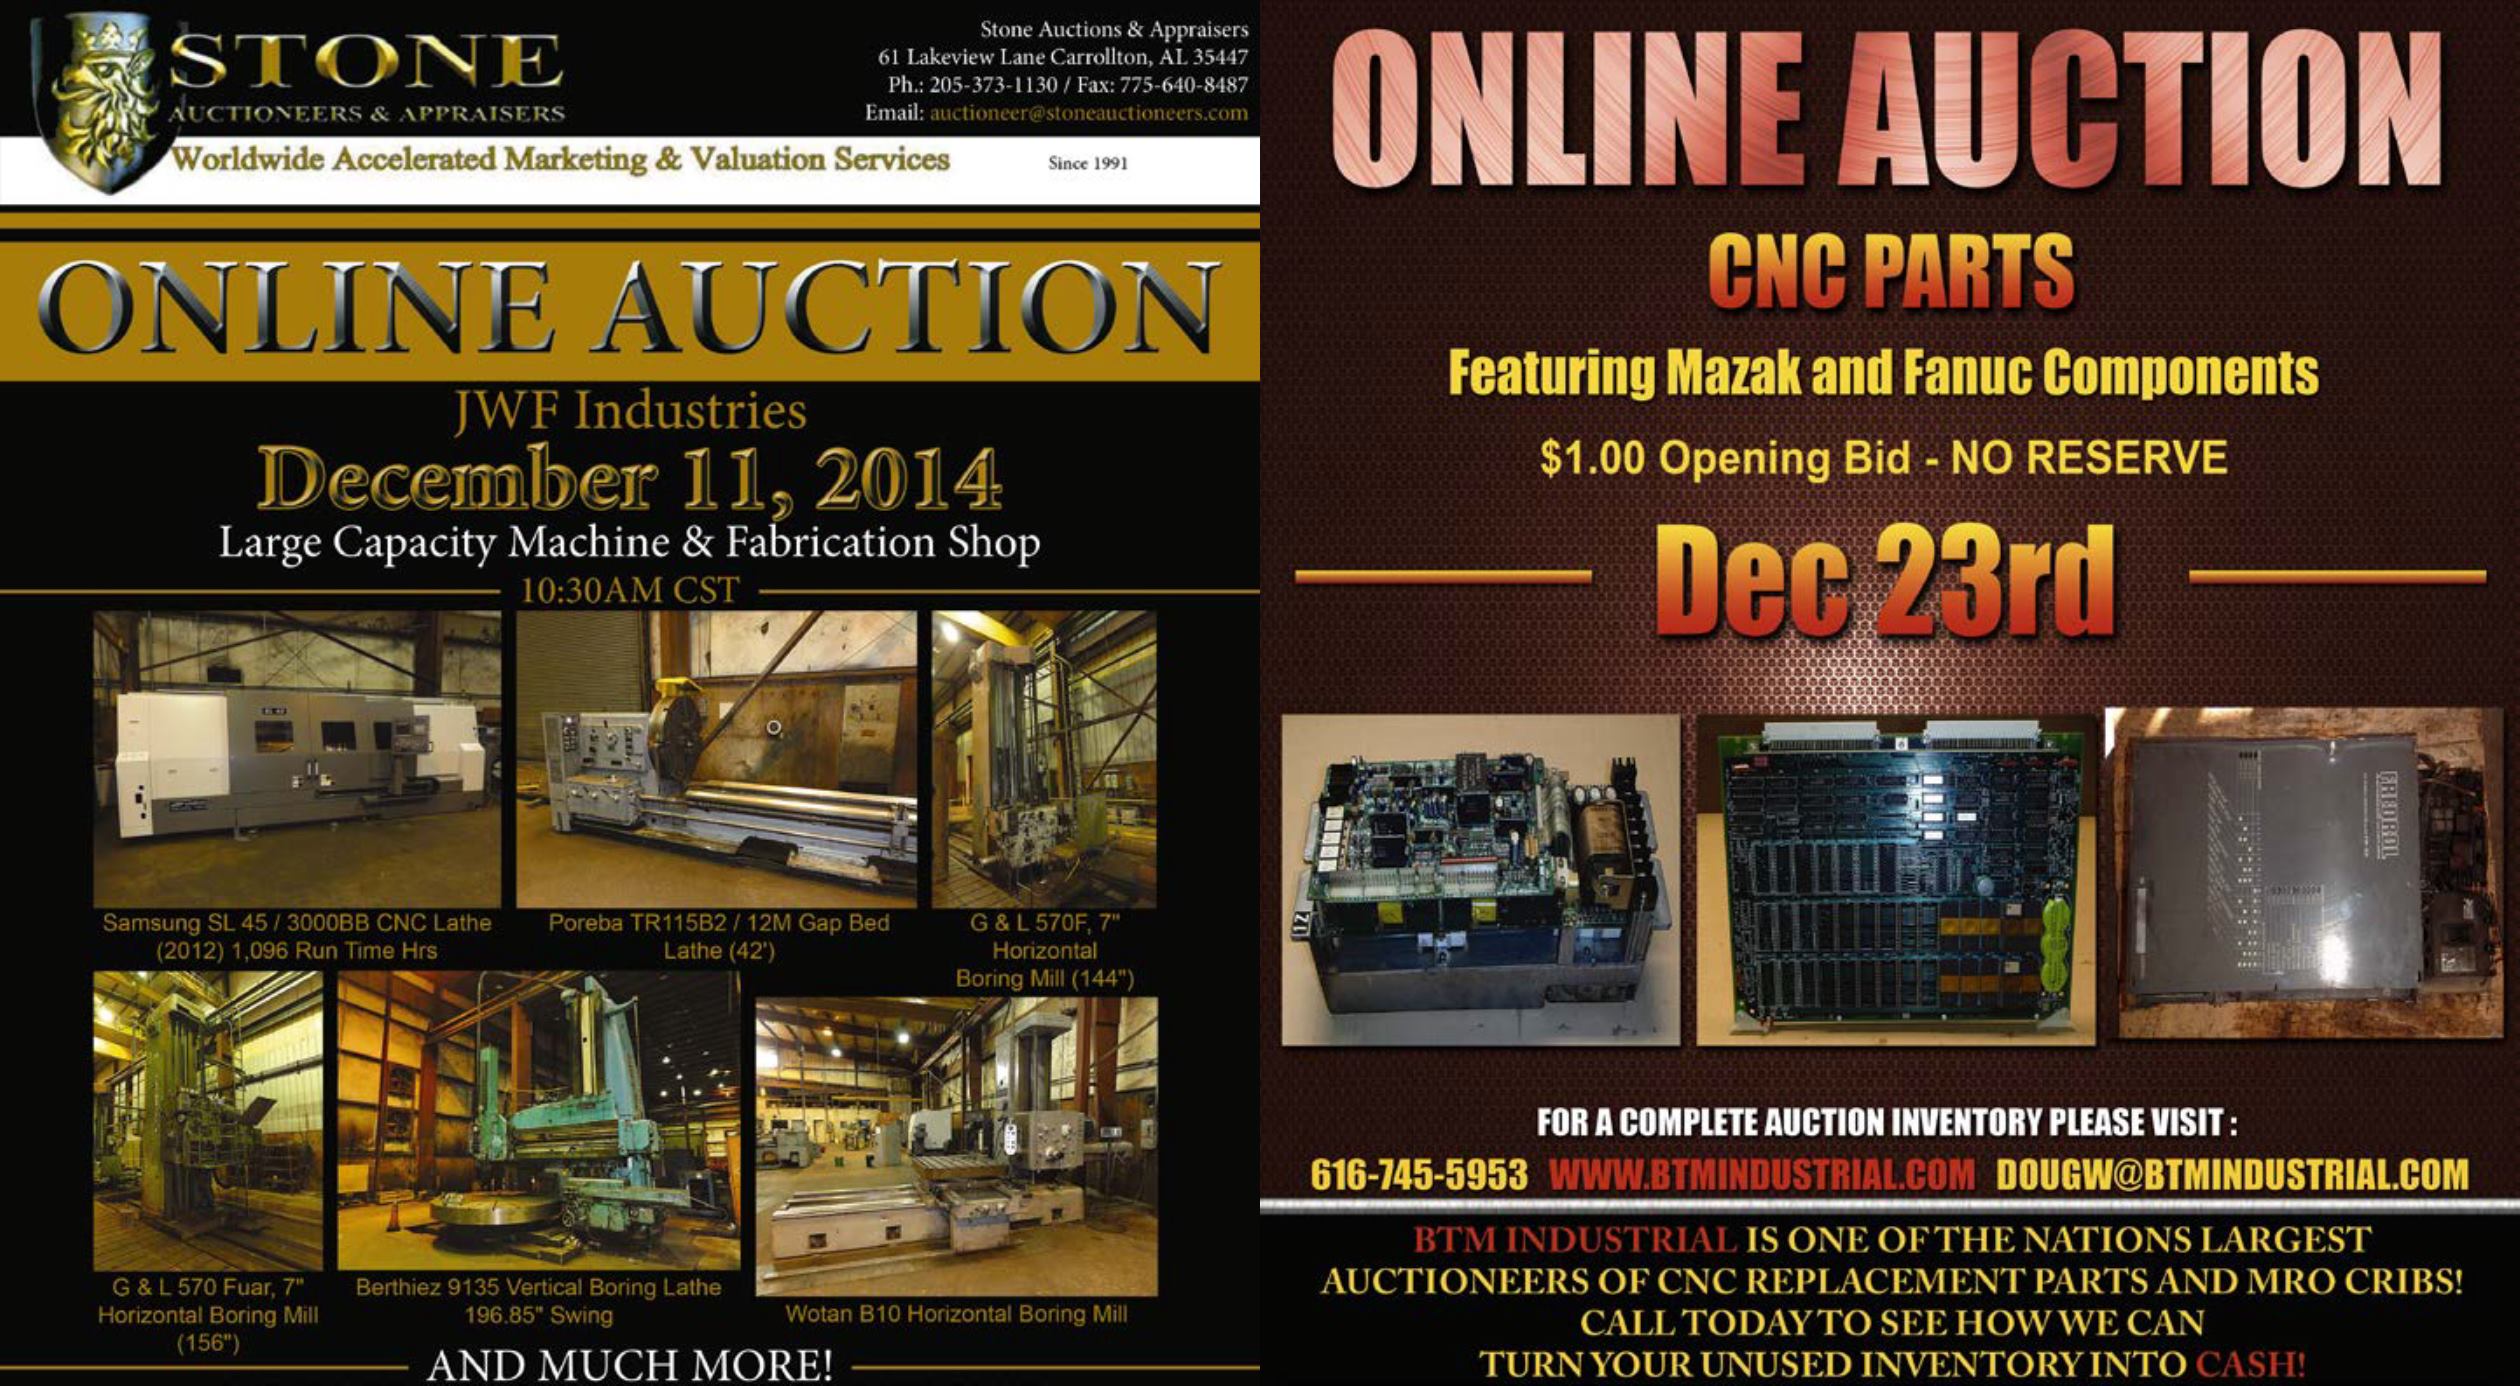 STONE
AUCTIONEERS & APPRAISERS
Stone Auctions & Appraisers
61 Lakeview Lane Carrollton, AL 35447
Ph.: 205-373-1130 / Fax: 775-640-8487
Email: auctioneer@stoneauctioneers.com
Worldwide Accelerated Marketing & Valuation Services
Since 1991
ONLINE AUCTION
JWF Industries
December 11, 2014
Large Capacity Machine & Fabrication Shop
10:30AM CST
Samsung SL 45 / 3000BB CNC Lathe
(2012) 1,096 Run Time Hrs
Poreba TR115B2 / 12M Gap Bed
Lathe (42')
G & L 570F, 7"
Horizontal
Boring Mill (144")
G & L 570 Fuar, 7"
Horizontal Boring Mill
(156")
Berthiez 9135 Vertical Boring Lathe
196.85" Swing
Wotan B10 Horizontal Boring Mill
AND MUCH MORE!
ONLINE AUCTION
CNC PARTS
Featuring Mazak and Fanuc Components
$1.00 Opening Bid - NO RESERVE
Dec 23rd
1Z
FOR A COMPLETE AUCTION INVENTORY PLEASE VISIT :
616-745-5953 WWW.BTMINDUSTRIAL.COM DOUGW@BTMINDUSTRIAL.COM
BTM INDUSTRIAL IS ONE OF THE NATIONS LARGEST
AUCTIONEERS OF CNC REPLACEMENT PARTS AND MRO CRIBS!
CALL TODAY TO SEE HOW WE CAN
TURN YOUR UNUSED INVENTORY INTO CASH!